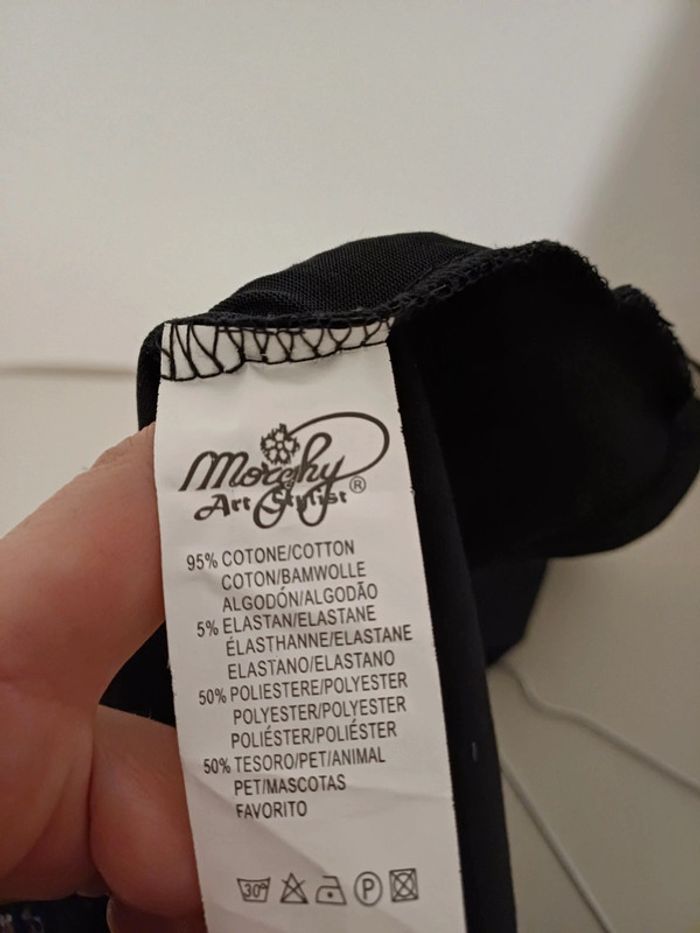 Morghy
Art Stylist ®
95% COTONE/COTTON
COTON/BAMWOLLE
ALGODÓN/ALGODÃO
5% ELASTAN/ELASTANE
ÉLASTHANNE/ELASTANE
ELASTANO/ELASTANO
50% POLIESTERE/POLYESTER
POLYESTER/POLYESTER
POLIÉSTER/POLIÉSTER
50% TESORO/PET/ANIMAL
PET/MASCOTAS
FAVORITO
30° P